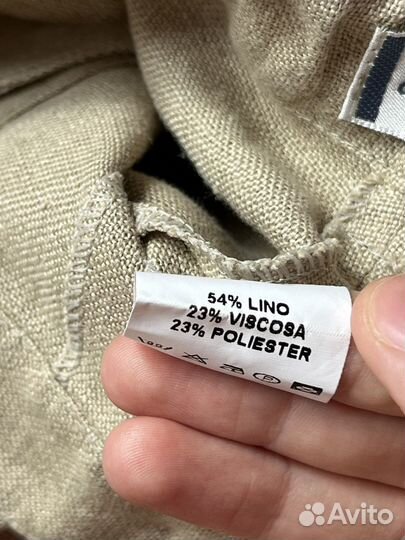 54% LINO
23% VISCOSA
23% POLIESTER
Avito